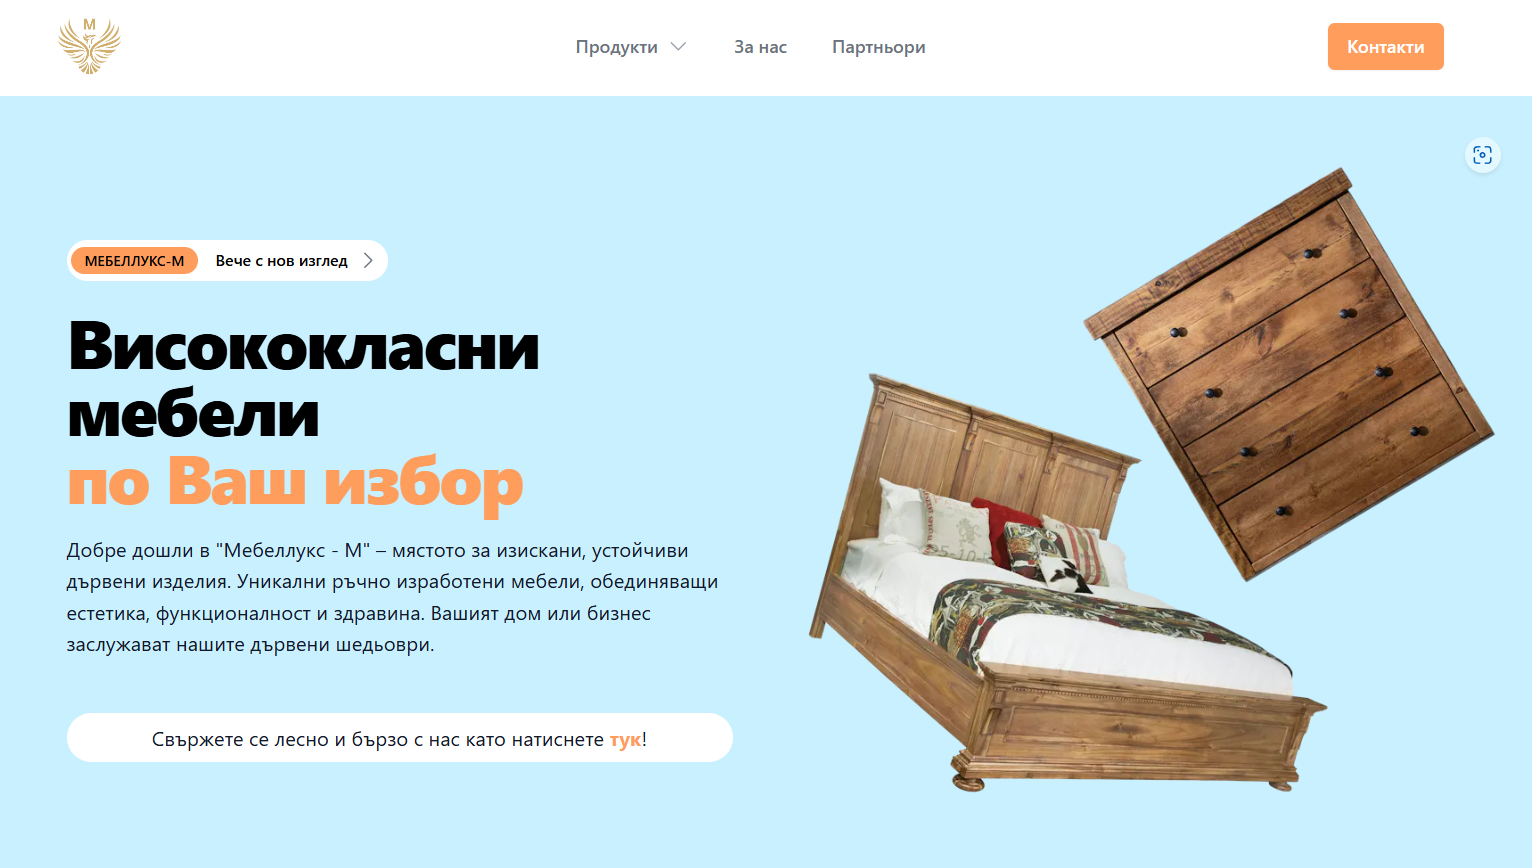 М
Продукти
За нас
Партньори
Контакти
МЕБЕЛЛУКС-М Вече с нов изглед
Висококласни
мебели
по Ваш избор
Добре дошли в "Мебеллукс - М" – мястото за изискани, устойчиви
дървени изделия. Уникални ръчно изработени мебели, обединяващи
естетика, функционалност и здравина. Вашият дом или бизнес
заслужават нашите дървени шедьоври.
Свържете се лесно и бързо с нас като натиснете тук!